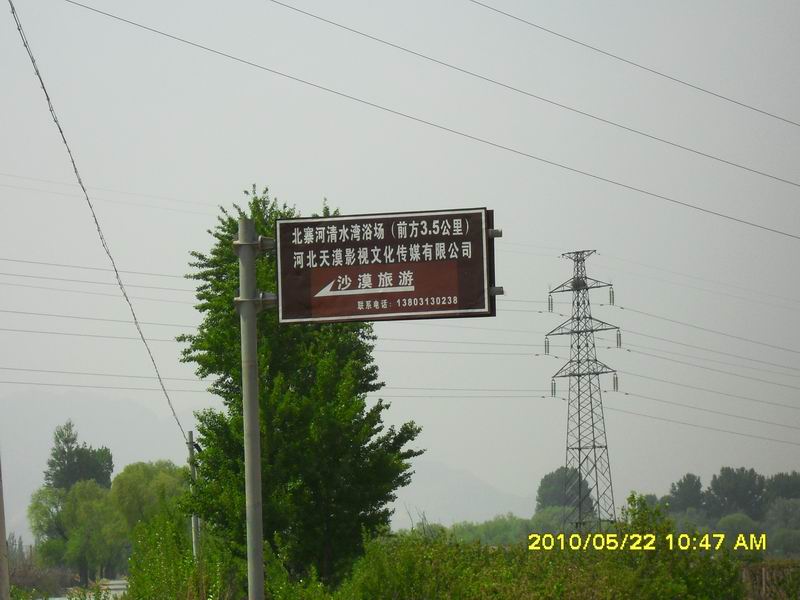 北寨河清水湾浴场（前方3.5公里）
河北天漠影视文化传媒有限公司
沙漠旅游
联系电话：13803130238
2010/05/22 10:47 AM